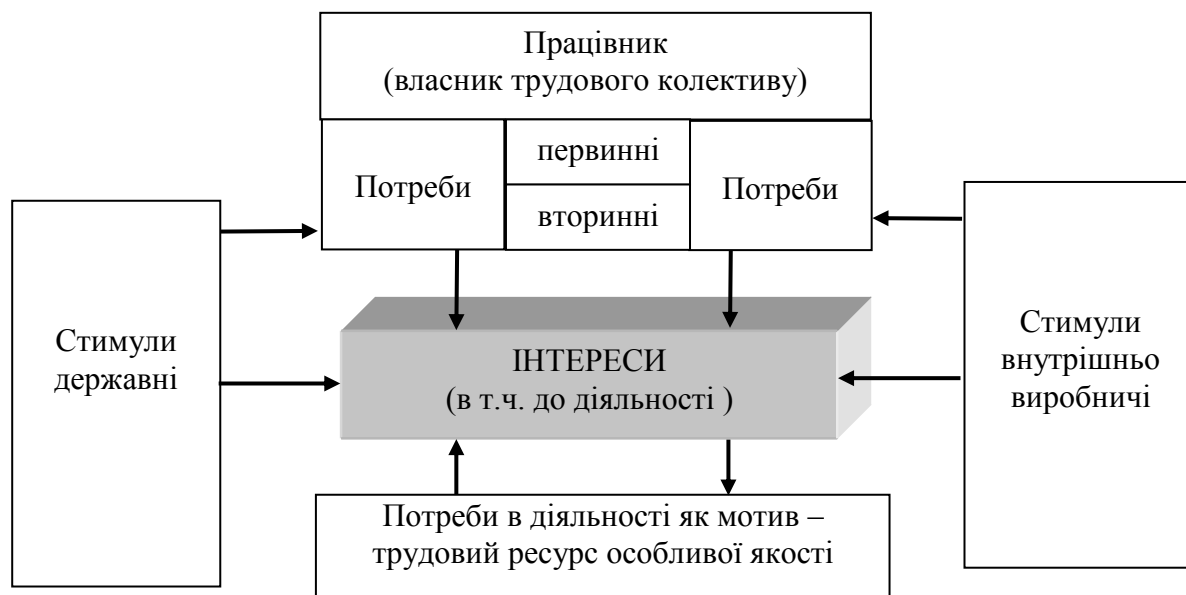 Працівник
(власник трудового колективу)
Потреби
первинні
вторинні
Потреби
Стимули
державні
ІНТЕРЕСИ
(в т.ч. до діяльності )
Стимули
внутрішньо
виробничі
Потреби в діяльності як мотив –
трудовий ресурс особливої якості